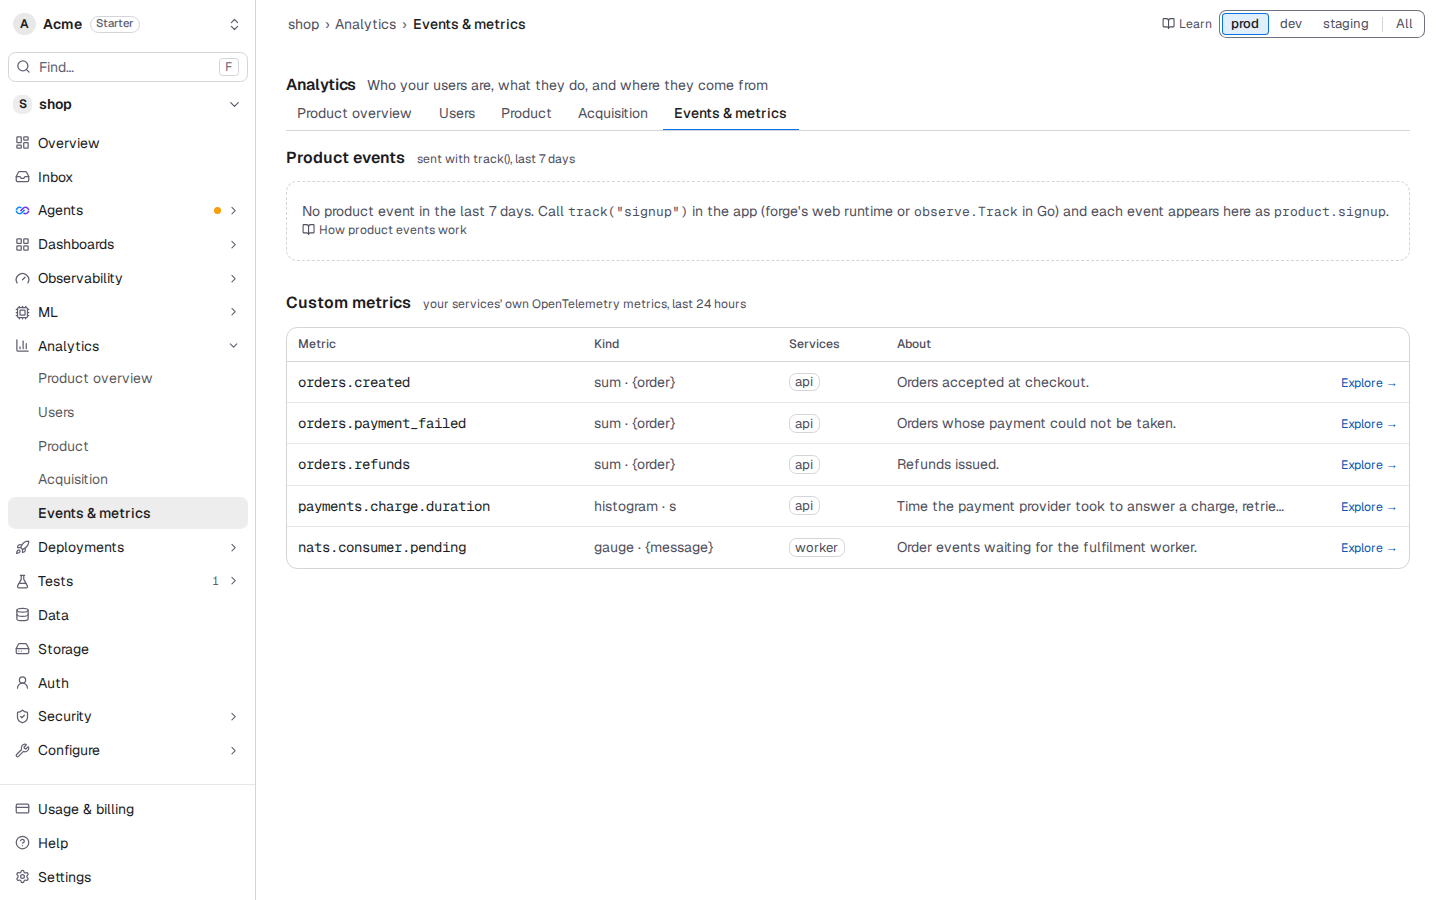 A Acme Starter
Find... F
S shop
Overview
Inbox
Agents
Dashboards
Observability
ML
Analytics
Product overview
Users
Product
Acquisition
Events & metrics
Deployments
Tests 1
Data
Storage
Auth
Security
Configure
Usage & billing
Help
Settings
shop › Analytics › Events & metrics
Learn prod dev staging All
Analytics Who your users are, what they do, and where they come from
Product overview Users Product Acquisition Events & metrics
Product events sent with track(), last 7 days
No product event in the last 7 days. Call track("signup") in the app (forge's web runtime or observe.Track in Go) and each event appears here as product.signup.
How product events work
Custom metrics your services' own OpenTelemetry metrics, last 24 hours
Metric Kind Services About
orders.created sum · {order} api Orders accepted at checkout. Explore →
orders.payment_failed sum · {order} api Orders whose payment could not be taken. Explore →
orders.refunds sum · {order} api Refunds issued. Explore →
payments.charge.duration histogram · s api Time the payment provider took to answer a charge, retrie... Explore →
nats.consumer.pending gauge · {message} worker Order events waiting for the fulfilment worker. Explore →